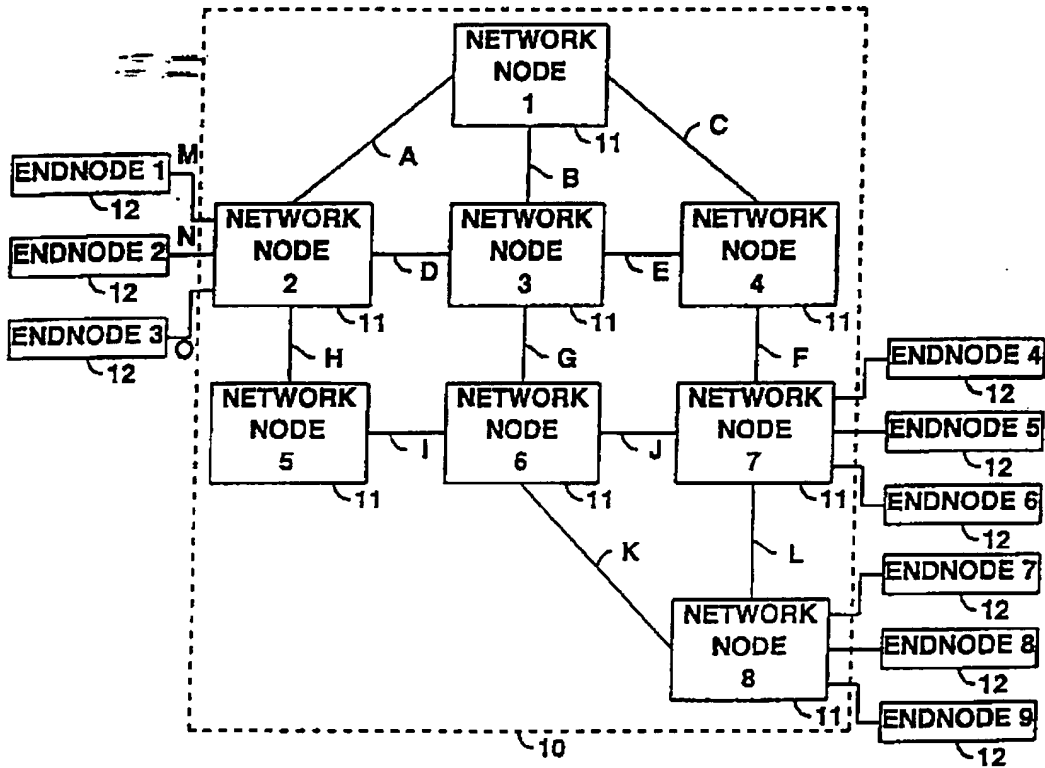 NETWORK
NODE
1
11
A
B
C
M
ENDNODE 1
12
N
ENDNODE 2
12
ENDNODE 3
O
12
NETWORK
NODE
2
11
D
NETWORK
NODE
3
11
E
NETWORK
NODE
4
11
H
G
F
NETWORK
NODE
5
11
I
NETWORK
NODE
6
11
J
NETWORK
NODE
7
11
ENDNODE 4
12
ENDNODE 5
12
ENDNODE 6
12
K
L
NETWORK
NODE
8
11
ENDNODE 7
12
ENDNODE 8
12
ENDNODE 9
12
10